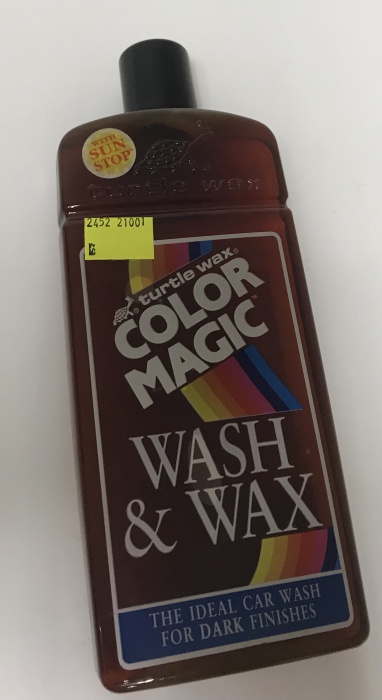 WITH
SUN
STOP
turtle wax
2452 21001
turtle wax®
COLOR
MAGIC™
WASH
& WAX
THE IDEAL CAR WASH
FOR DARK FINISHES